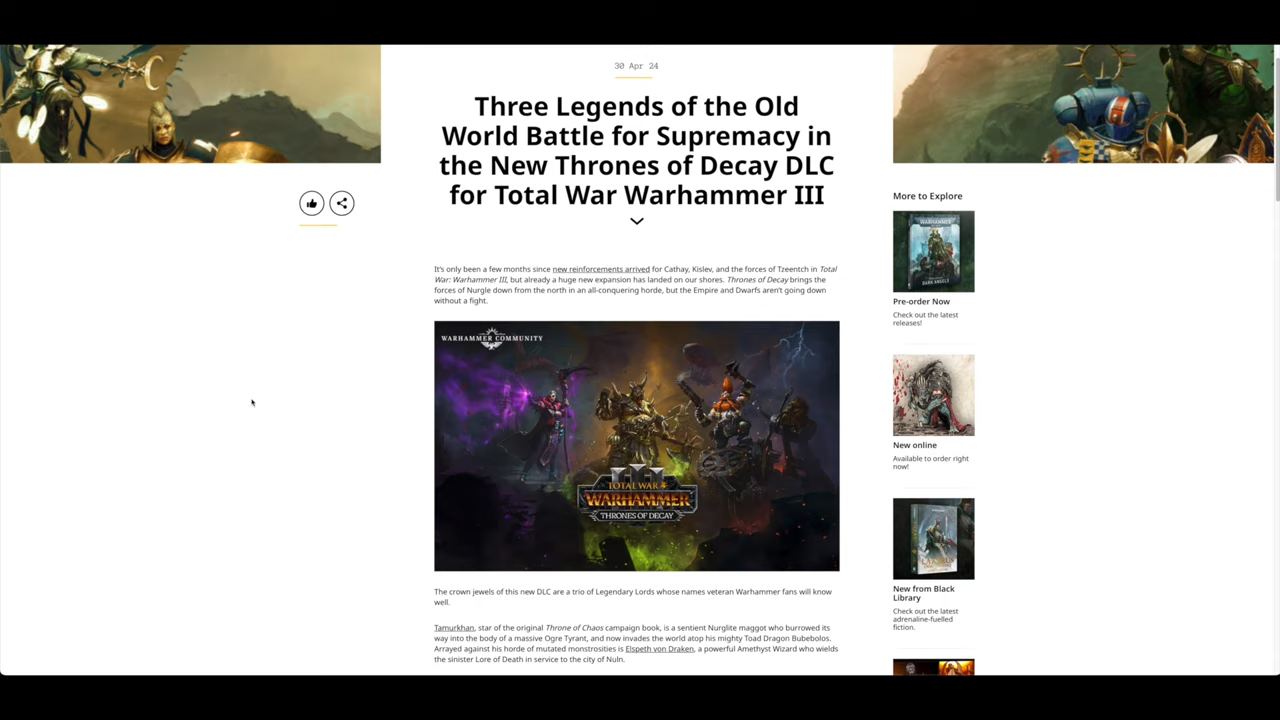 30 Apr 24
Three Legends of the Old
World Battle for Supremacy in
the New Thrones of Decay DLC
for Total War Warhammer III
It's only been a few months since new reinforcements arrived for Cathay, Kislev, and the forces of Tzeentch in Total
War: Warhammer III, but already a huge new expansion has landed on our shores. Thrones of Decay brings the
forces of Nurgle down from the north in an all-conquering horde, but the Empire and Dwarfs aren't going down
without a fight.
WARHAMMER COMMUNITY
III
TOTAL WAR
WARHAMMER
THRONES OF DECAY
The crown jewels of this new DLC are a trio of Legendary Lords whose names veteran Warhammer fans will know
well.
Tamurkhan, star of the original Throne of Chaos campaign book, is a sentient Nurglite maggot who burrowed its
way into the body of a massive Ogre Tyrant, and now invades the world atop his mighty Toad Dragon Bubebolos.
Arrayed against his horde of mutated monstrosities is Elspeth von Draken, a powerful Amethyst Wizard who wields
the sinister Lore of Death in service to the city of Nuln.
More to Explore
WARHAMMER
DARK ANGELS
Pre-order Now
Check out the latest
releases!
New online
Available to order right
now!
New from Black
Library
Check out the latest
adrenaline-fuelled
fiction.